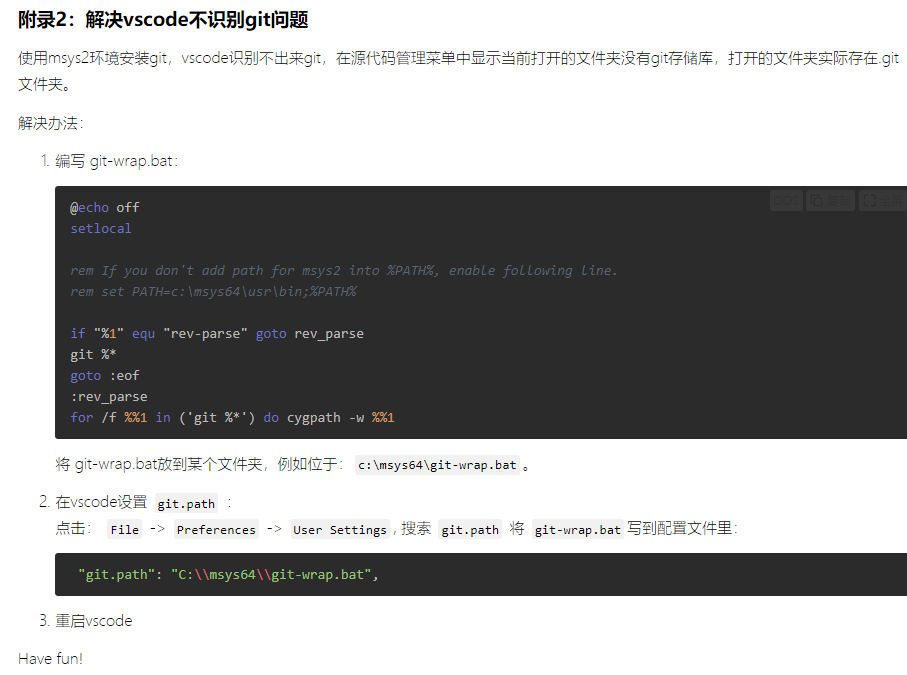 附录2：解决vscode不识别git问题
使用msys2环境安装git，vscode识别不出来git，在源代码管理菜单中显示当前打开的文件夹没有git存储库，打开的文件夹实际存在.git
文件夹。
解决办法：
1. 编写 git-wrap.bat：
@echo off
setlocal
rem If you don't add path for msys2 into %PATH%, enable following line.
rem set PATH=c:\msys64\usr\bin;%PATH%
if "%1" equ "rev-parse" goto rev_parse
git %*
goto :eof
:rev_parse
for /f %%1 in ('git %*') do cygpath -w %%1
将 git-wrap.bat放到某个文件夹，例如位于： c:\msys64\git-wrap.bat 。
2. 在vscode设置 git.path ：
点击： File -> Preferences -> User Settings , 搜索 git.path 将 git-wrap.bat 写到配置文件里：
"git.path": "C:\\msys64\\git-wrap.bat",
3. 重启vscode
Have fun!